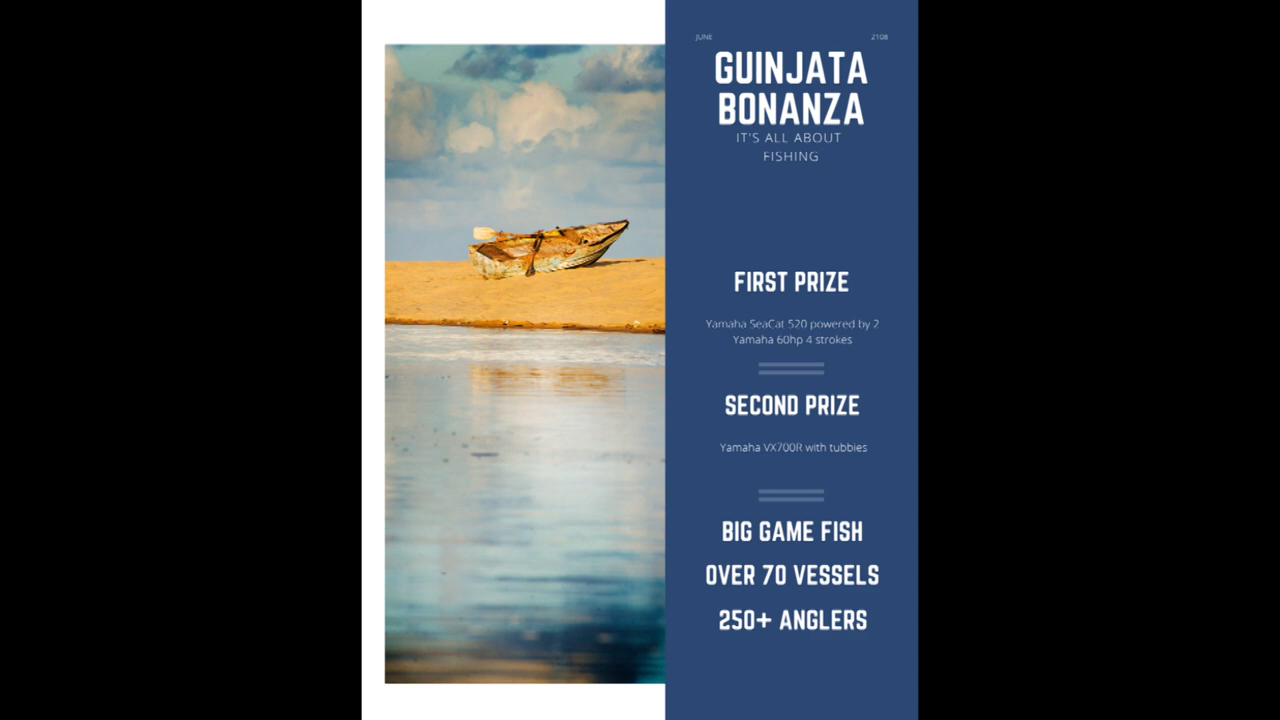 JUNE 2108
GUINJATA
BONANZA
IT'S ALL ABOUT
FISHING
FIRST PRIZE
Yamaha SeaCat 520 powered by 2
Yamaha 60hp 4 strokes
SECOND PRIZE
Yamaha VX700R with tubbies
BIG GAME FISH
OVER 70 VESSELS
250+ ANGLERS